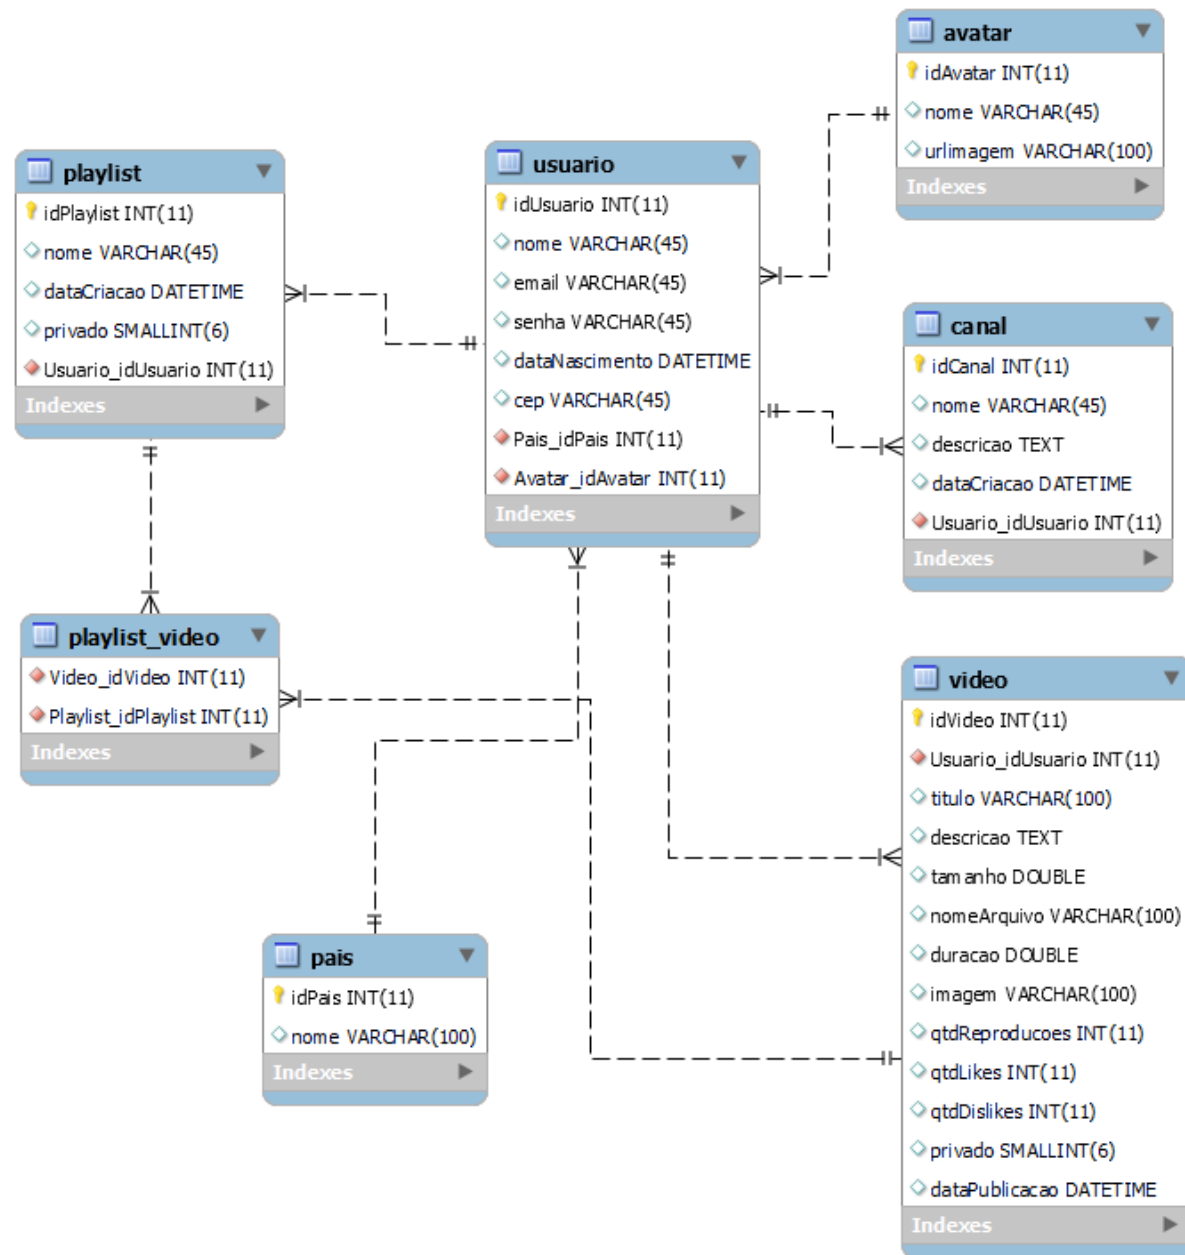 avatar
idAvatar INT(11)
nome VARCHAR(45)
urlimagem VARCHAR(100)
Indexes
playlist
idPlaylist INT(11)
nome VARCHAR(45)
dataCriacao DATETIME
privado SMALLINT(6)
Usuario_idUsuario INT(11)
Indexes
usuario
idUsuario INT(11)
nome VARCHAR(45)
email VARCHAR(45)
senha VARCHAR(45)
dataNascimento DATETIME
cep VARCHAR(45)
Pais_idPais INT(11)
Avatar_idAvatar INT(11)
Indexes
canal
idCanal INT(11)
nome VARCHAR(45)
descricao TEXT
dataCriacao DATETIME
Usuario_idUsuario INT(11)
Indexes
playlist_video
Video_idVideo INT(11)
Playlist_idPlaylist INT(11)
Indexes
video
idVideo INT(11)
Usuario_idUsuario INT(11)
titulo VARCHAR(100)
descricao TEXT
tamanho DOUBLE
nomeArquivo VARCHAR(100)
duracao DOUBLE
imagem VARCHAR(100)
qtdReproducoes INT(11)
qtdLikes INT(11)
qtdDislikes INT(11)
privado SMALLINT(6)
dataPublicacao DATETIME
Indexes
pais
idPais INT(11)
nome VARCHAR(100)
Indexes